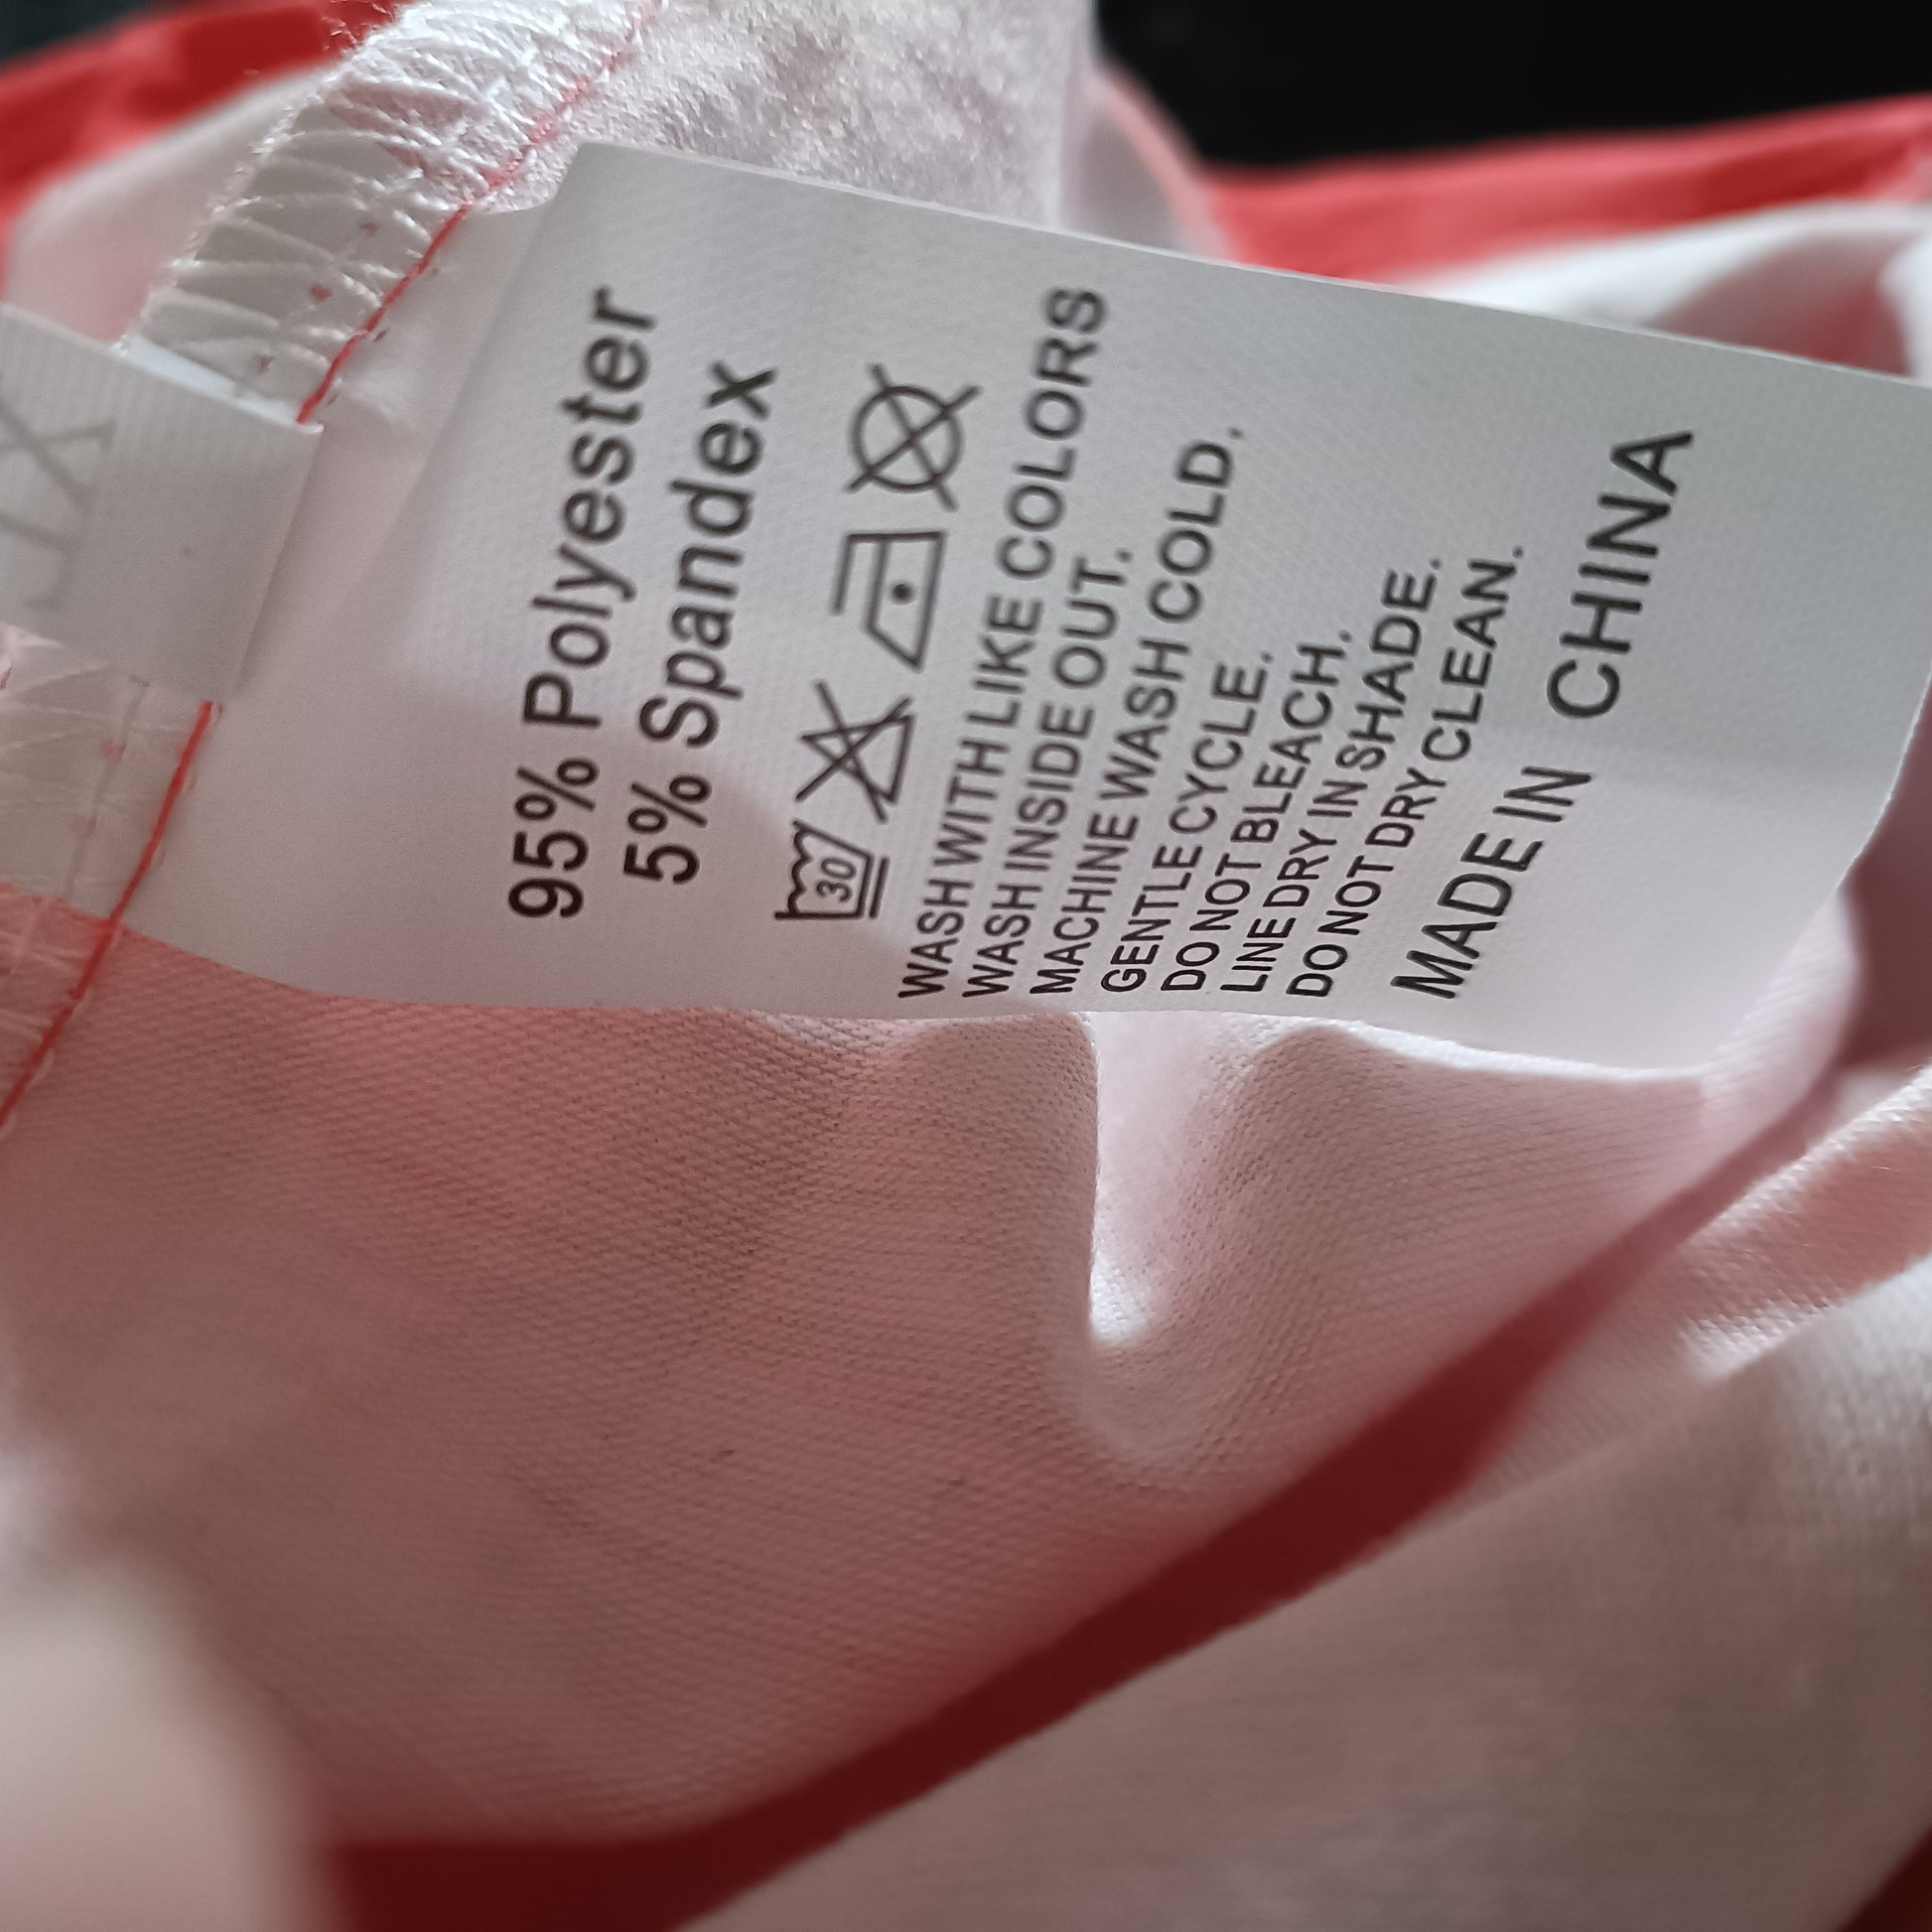 95% Polyester
5% Spandex
30
WASH WITH LIKE COLORS
WASH INSIDE OUT.
MACHINE WASH COLD,
GENTLE CYCLE.
DO NOT BLEACH.
LINE DRY IN SHADE.
DO NOT DRY CLEAN.
MADE IN CHINA